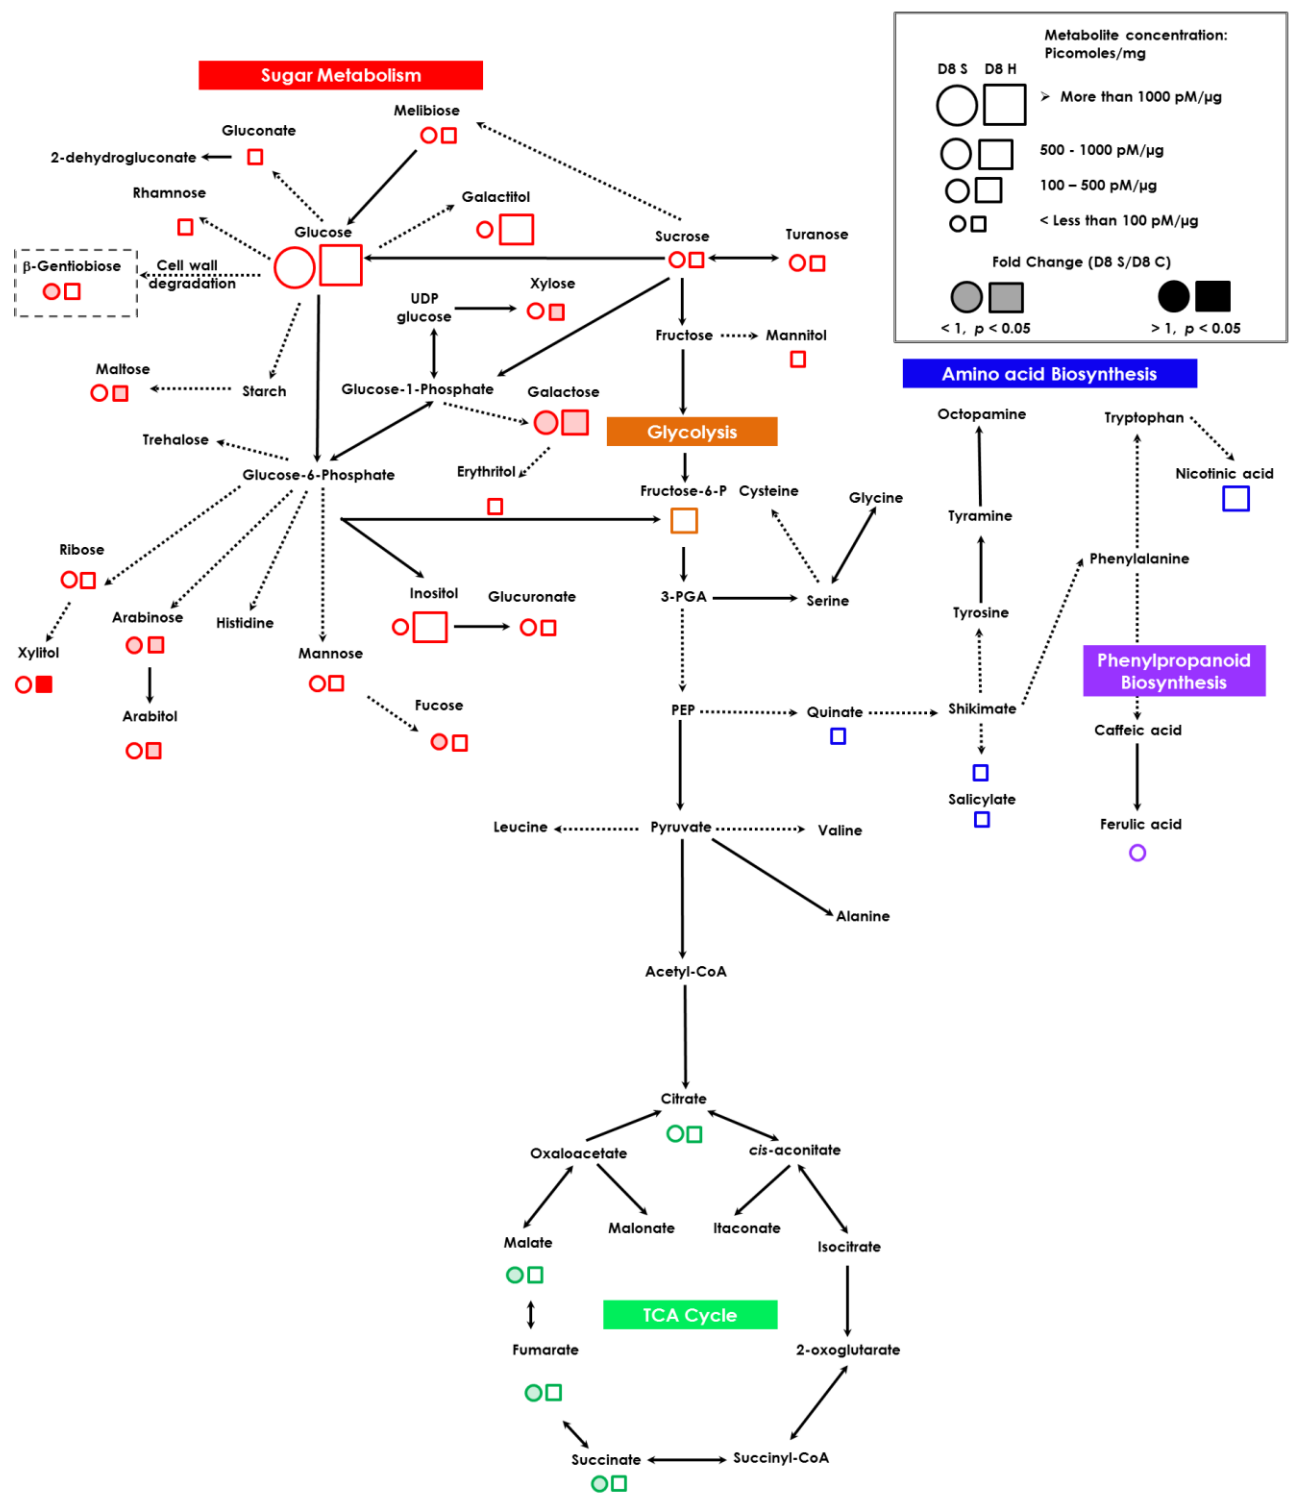 Metabolite concentration:
Picomoles/mg
D8 S D8 H
➢ More than 1000 pM/µg
500 - 1000 pM/µg
100 – 500 pM/µg
< Less than 100 pM/µg
Fold Change (D8 S/D8 C)
< 1, p < 0.05 > 1, p < 0.05
Sugar Metabolism
Melibiose
Gluconate
2-dehydrogluconate
Rhamnose
Galactitol
Glucose
Sucrose
Turanose
β-Gentiobiose
Cell wall
degradation
Xylose
UDP
glucose
Fructose
Mannitol
Maltose
Starch
Glucose-1-Phosphate
Galactose
Amino acid Biosynthesis
Octopamine
Tryptophan
Glycolysis
Trehalose
Glucose-6-Phosphate
Erythritol
Nicotinic acid
Fructose-6-P
Cysteine
Glycine
Tyramine
Ribose
Phenylalanine
Inositol
Glucuronate
3-PGA
Serine
Tyrosine
Arabinose
Histidine
Xylitol
Mannose
Phenylpropanoid
Biosynthesis
Arabitol
Fucose
PEP
Quinate
Shikimate
Caffeic acid
Salicylate
Leucine
Pyruvate
Valine
Ferulic acid
Alanine
Acetyl-CoA
Citrate
Oxaloacetate
cis-aconitate
Malonate
Itaconate
Malate
Isocitrate
TCA Cycle
Fumarate
2-oxoglutarate
Succinate
Succinyl-CoA